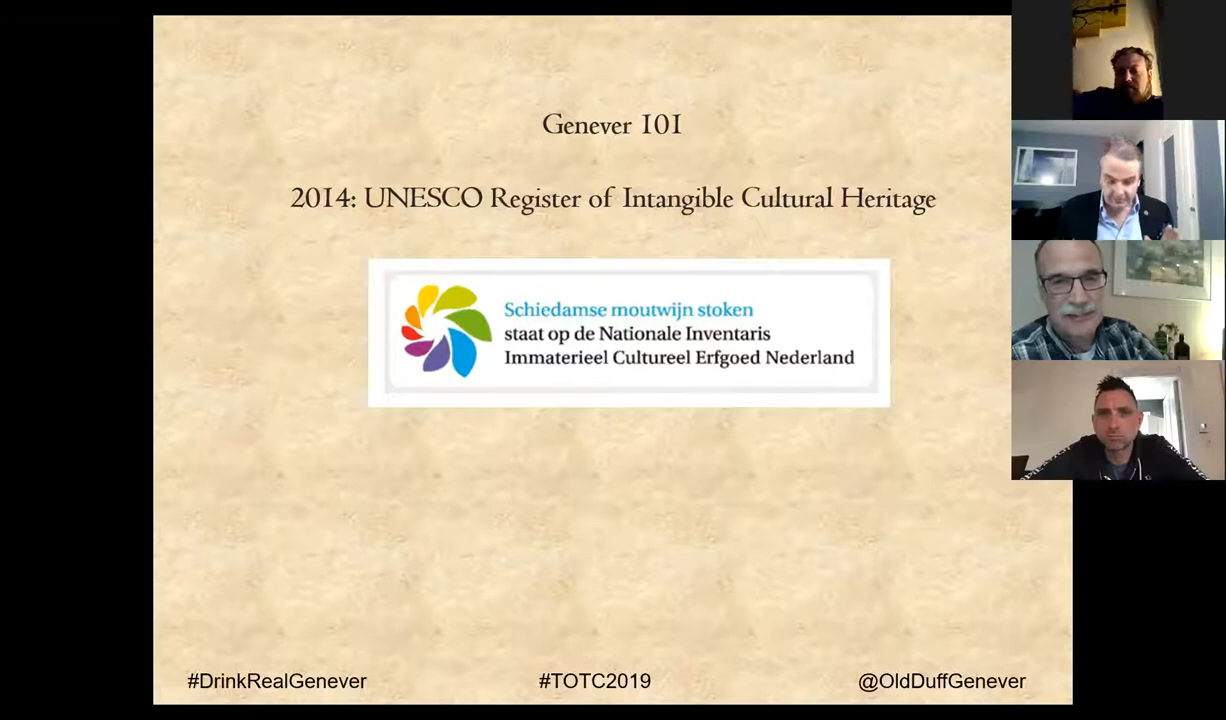 Genever 101
2014: UNESCO Register of Intangible Cultural Heritage
Schiedamse moutwijn stoken
staat op de Nationale Inventaris
Immaterieel Cultureel Erfgoed Nederland
#DrinkRealGenever
#TOTC2019
@OldDuffGenever